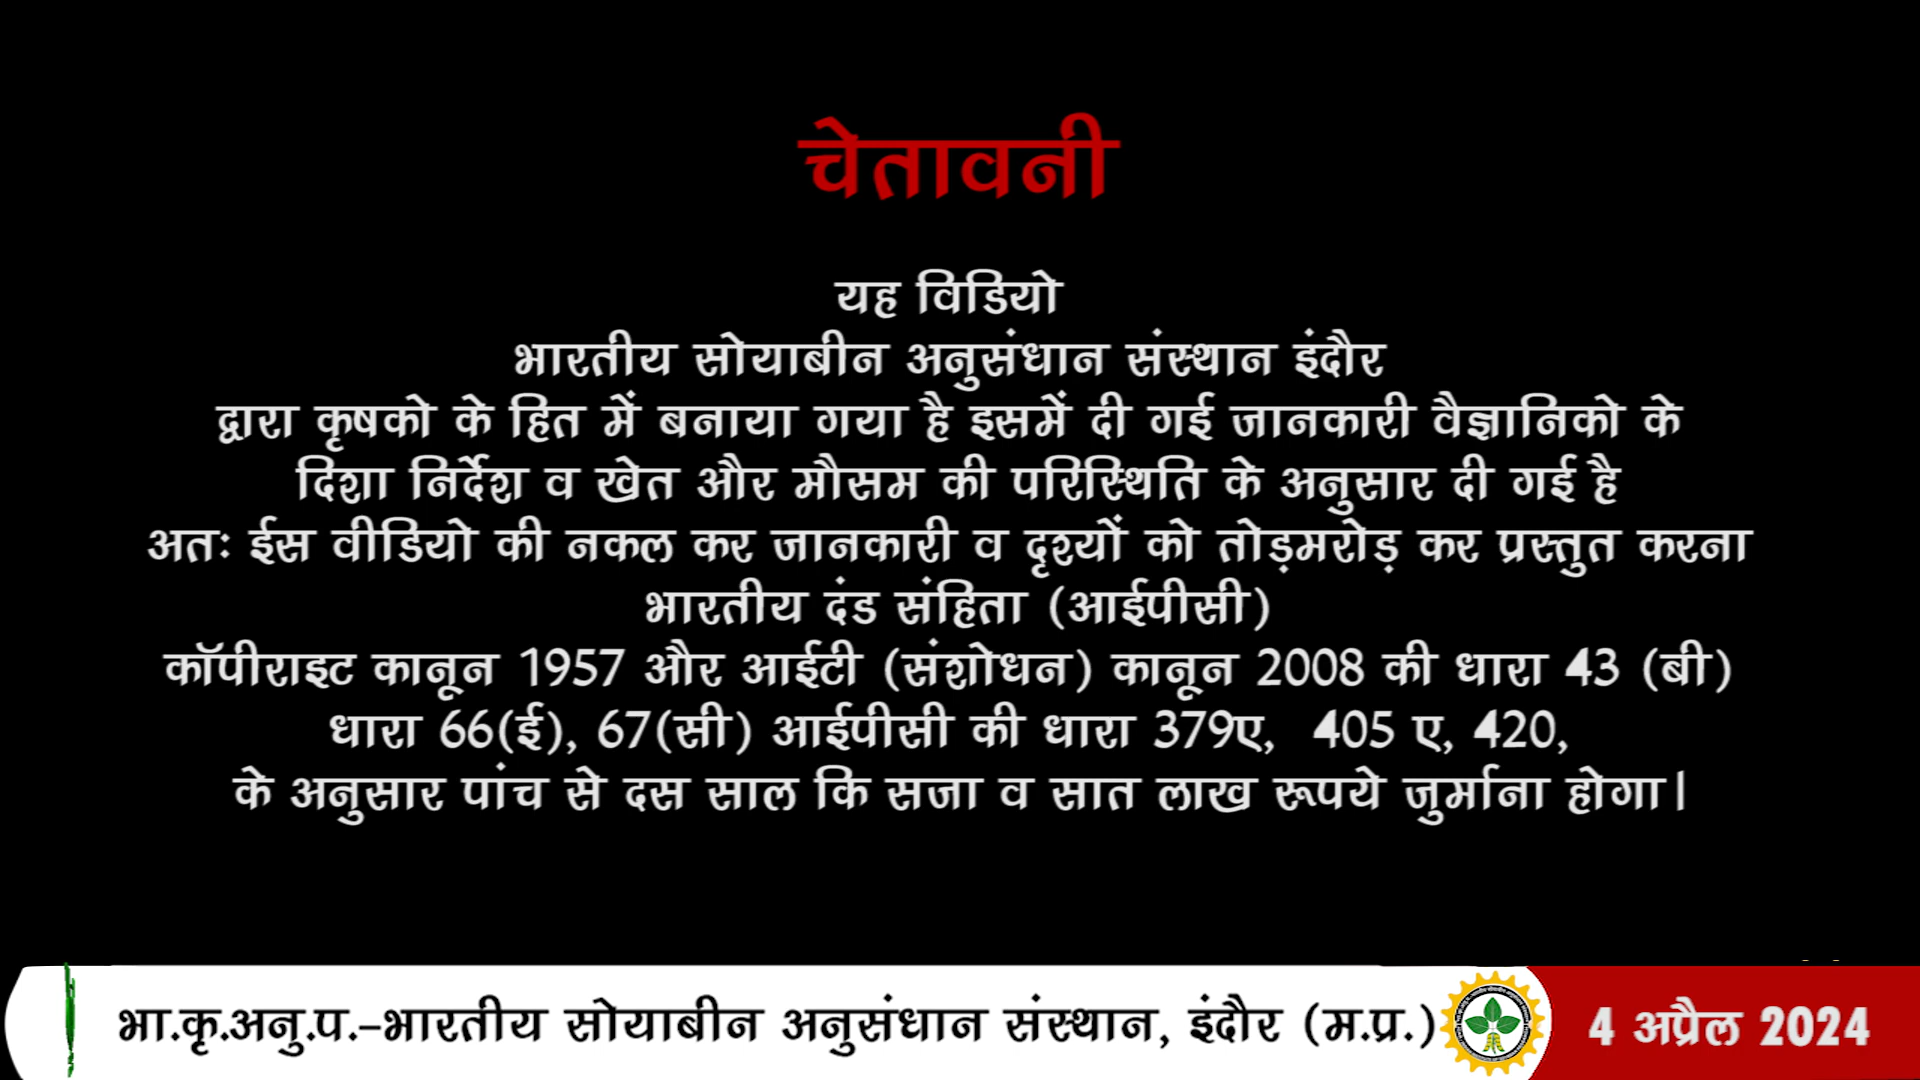 चेतावनी
यह विडियो
भारतीय सोयाबीन अनुसंधान संस्थान इंदौर
द्वारा कृषको के हित में बनाया गया है इसमें दी गई जानकारी वैज्ञानिको के
दिशा निर्देश व खेत और मौसम की परिस्थिति के अनुसार दी गई है
अतः ईस वीडियो की नकल कर जानकारी व दृश्यों को तोड़मरोड़ कर प्रस्तुत करना
भारतीय दंड संहिता (आईपीसी)
कॉपीराइट कानून 1957 और आईटी (संशोधन) कानून 2008 की धारा 43 (बी)
धारा 66(ई), 67(सी) आईपीसी की धारा 379ए, 405 ए, 420,
के अनुसार पांच से दस साल कि सजा व सात लाख रूपये जुर्माना होगा।
भा.कृ.अनु.प.-भारतीय सोयाबीन अनुसंधान संस्थान, इंदौर (म.प्र.)
4 अप्रैल 2024